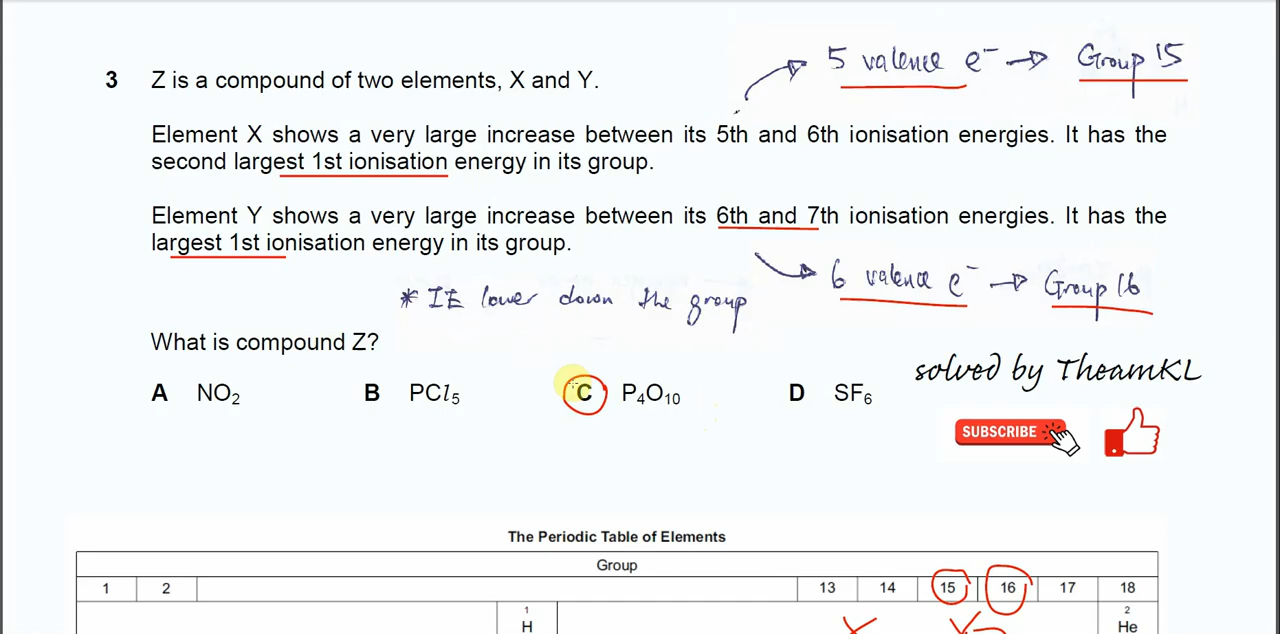 5 valence e⁻ → Group 15
3 Z is a compound of two elements, X and Y.
Element X shows a very large increase between its 5th and 6th ionisation energies. It has the
second largest 1st ionisation energy in its group.
Element Y shows a very large increase between its 6th and 7th ionisation energies. It has the
largest 1st ionisation energy in its group.
6 valence e⁻ → Group 16
* IE lower down the group
What is compound Z?
A NO₂ B PCl₅ C P₄O₁₀ D SF₆
solved by TheamKL
SUBSCRIBE
The Periodic Table of Elements
Group
1 2 13 14 15 16 17 18
1 2
H He